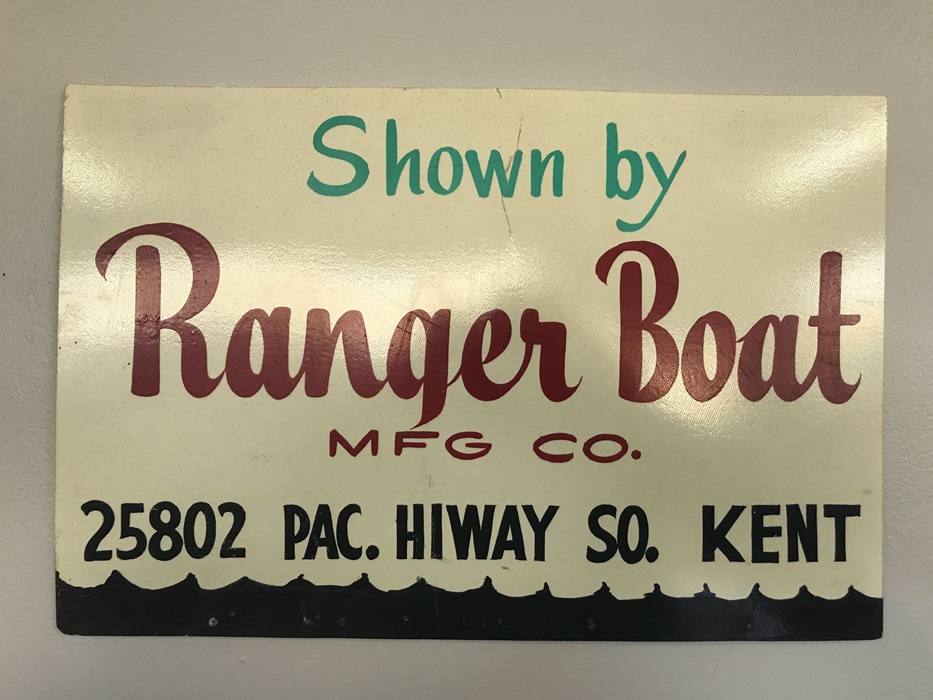 Shown by
Ranger Boat
MFG CO.
25802 PAC. HIWAY SO. KENT